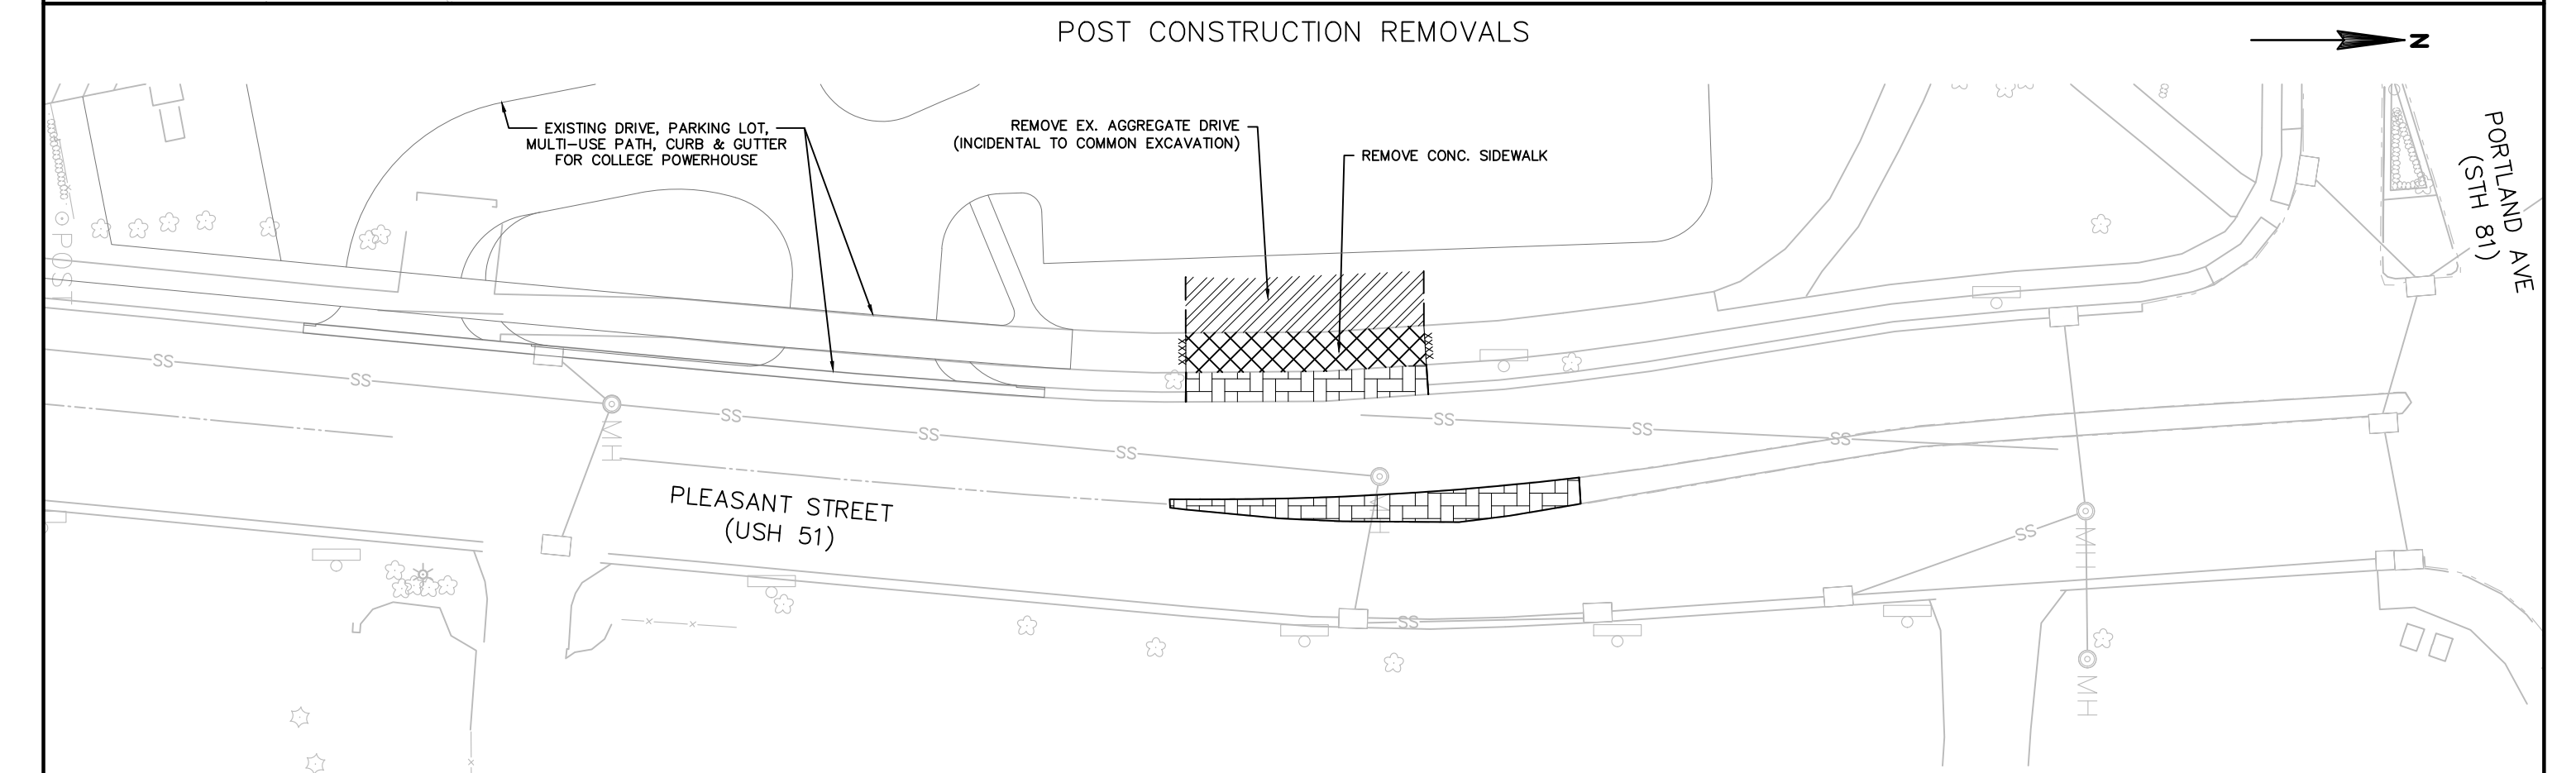 POST CONSTRUCTION REMOVALS
N
EXISTING DRIVE, PARKING LOT,
MULTI-USE PATH, CURB & GUTTER
FOR COLLEGE POWERHOUSE
REMOVE EX. AGGREGATE DRIVE
(INCIDENTAL TO COMMON EXCAVATION)
REMOVE CONC. SIDEWALK
PORTLAND AVE
(STH 81)
POST
SS
SS
SS
SS
SS
SS
SS
SS
SS
SS
MH
MH
MH
MH
PLEASANT STREET
(USH 51)